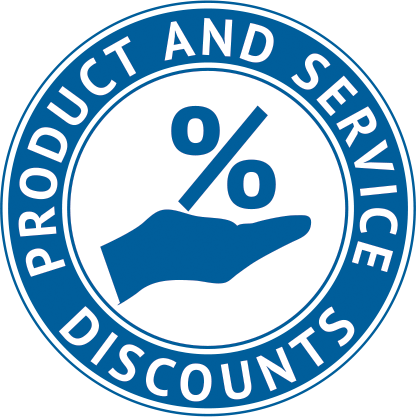 PRODUCT AND SERVICE
%
DISCOUNTS